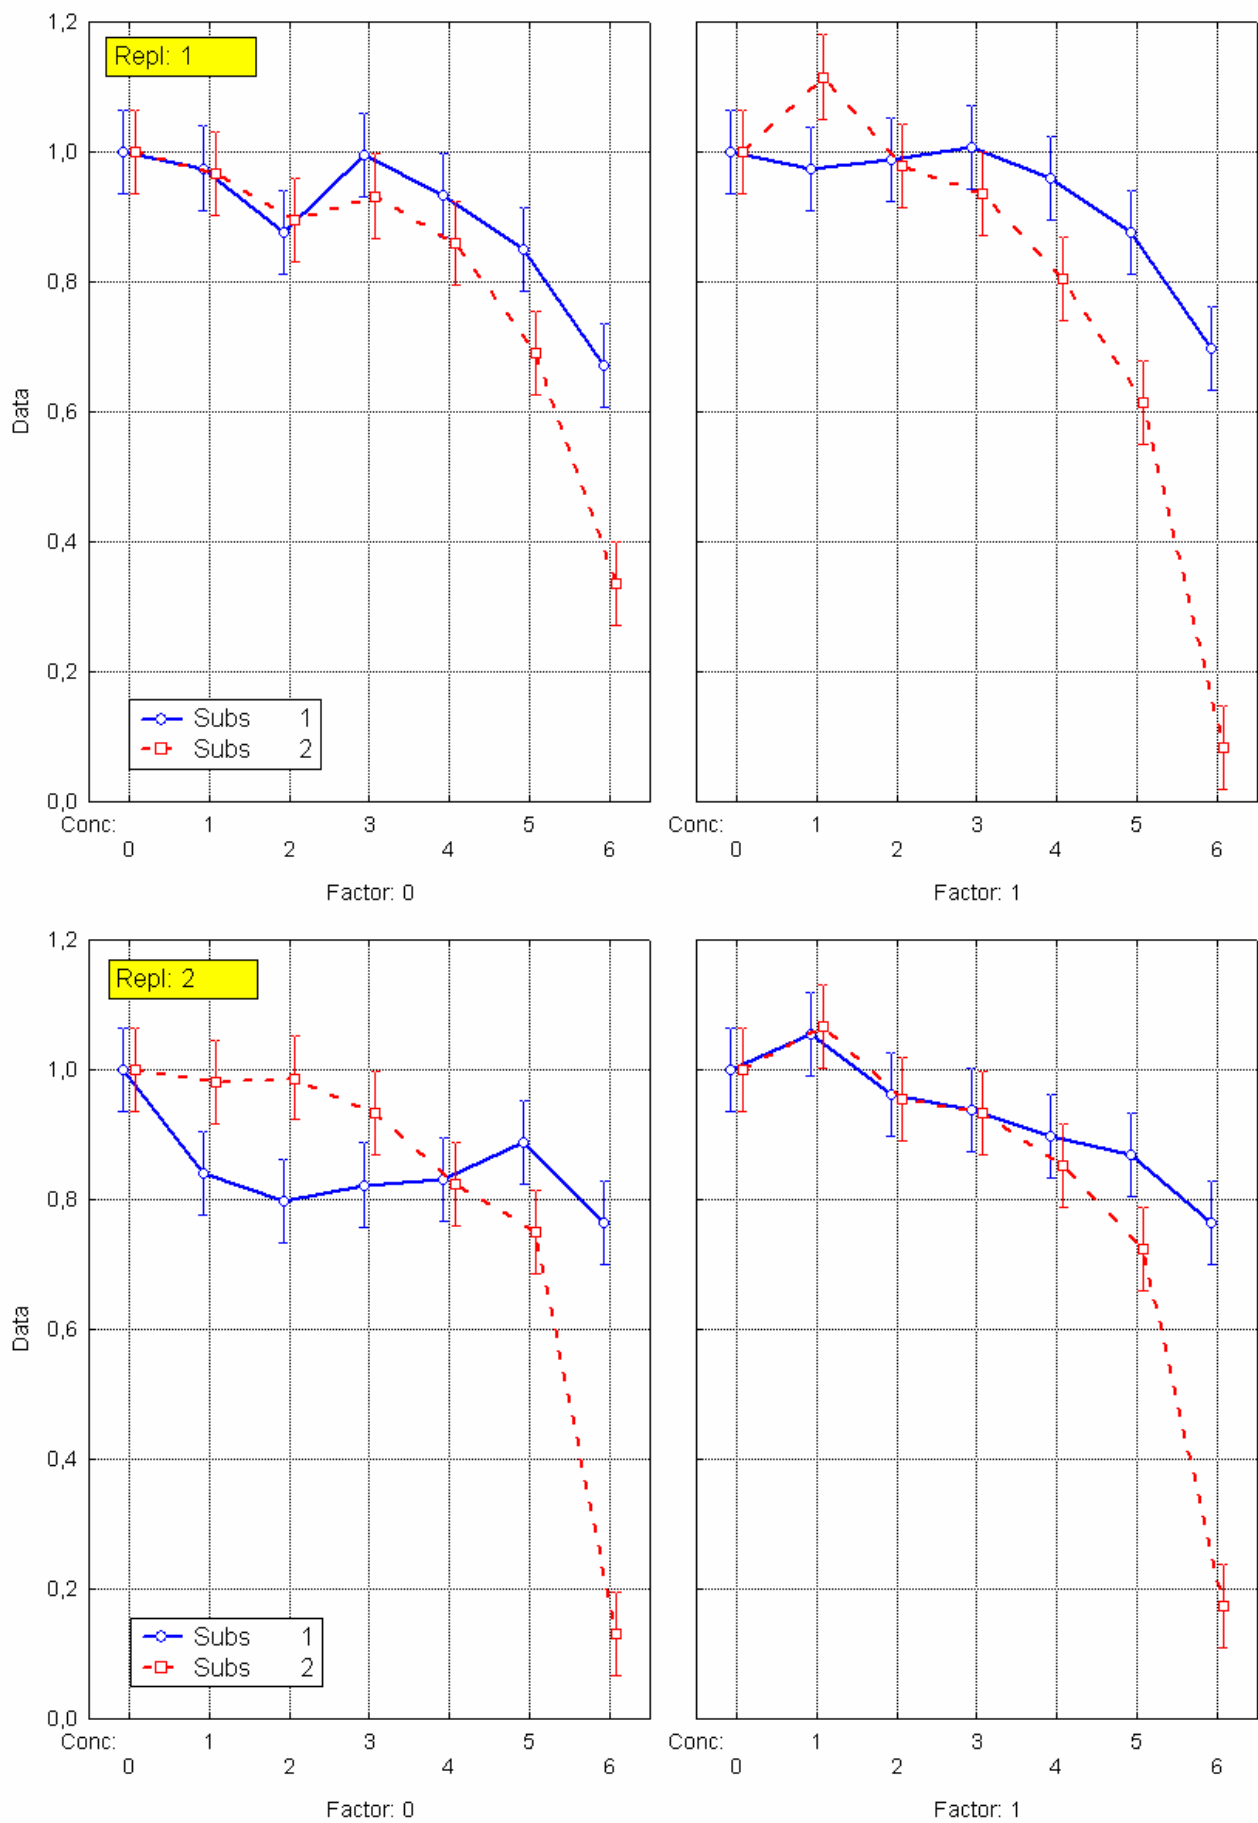 1,2
Repl: 1
1,0
0,8
Data
0,6
0,4
0,2
Subs 1
Subs 2
0,0
Conc: 1 3 5 Conc: 1 3 5
0 2 4 6 0 2 4 6
Factor: 0 Factor: 1
1,2
Repl: 2
1,0
0,8
Data
0,6
0,4
0,2
Subs 1
Subs 2
0,0
Conc: 1 3 5 Conc: 1 3 5
0 2 4 6 0 2 4 6
Factor: 0 Factor: 1